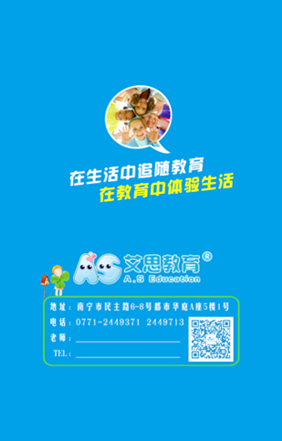 在生活中追随教育
在教育中体验生活
AS 艾思教育®
A.S Education
地址：南宁市民主路6-8号都市华庭A座5楼1号
电话：0771-2449371 2449713
老师：
TEL：